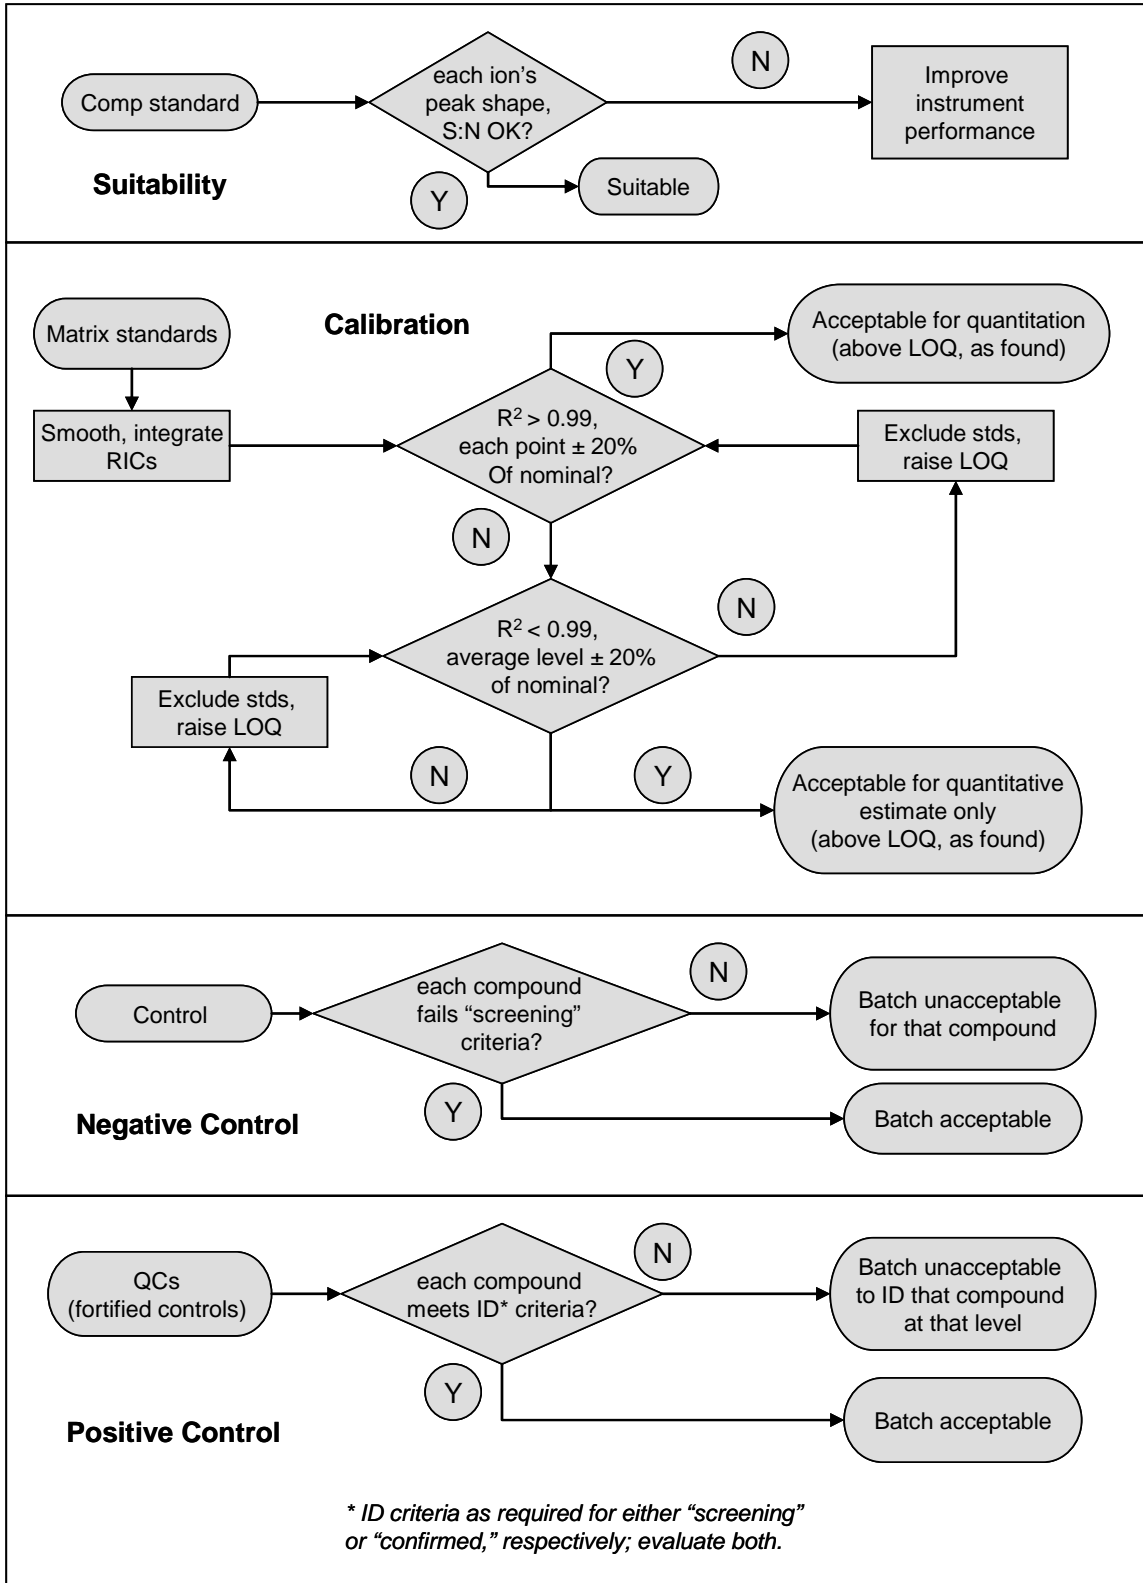 Comp standard
each ion's
peak shape,
S:N OK?
N
Improve
instrument
performance
Suitability
Y
Suitable
Matrix standards
Calibration
Acceptable for quantitation
(above LOQ, as found)
Y
Smooth, integrate
RICs
R² > 0.99,
each point ± 20%
Of nominal?
Exclude stds,
raise LOQ
N
N
R² < 0.99,
average level ± 20%
of nominal?
Exclude stds,
raise LOQ
N
Y
Acceptable for quantitative
estimate only
(above LOQ, as found)
Control
each compound
fails “screening”
criteria?
N
Batch unacceptable
for that compound
Negative Control
Y
Batch acceptable
QCs
(fortified controls)
each compound
meets ID* criteria?
N
Batch unacceptable
to ID that compound
at that level
Y
Batch acceptable
Positive Control
* ID criteria as required for either “screening”
or “confirmed,” respectively; evaluate both.